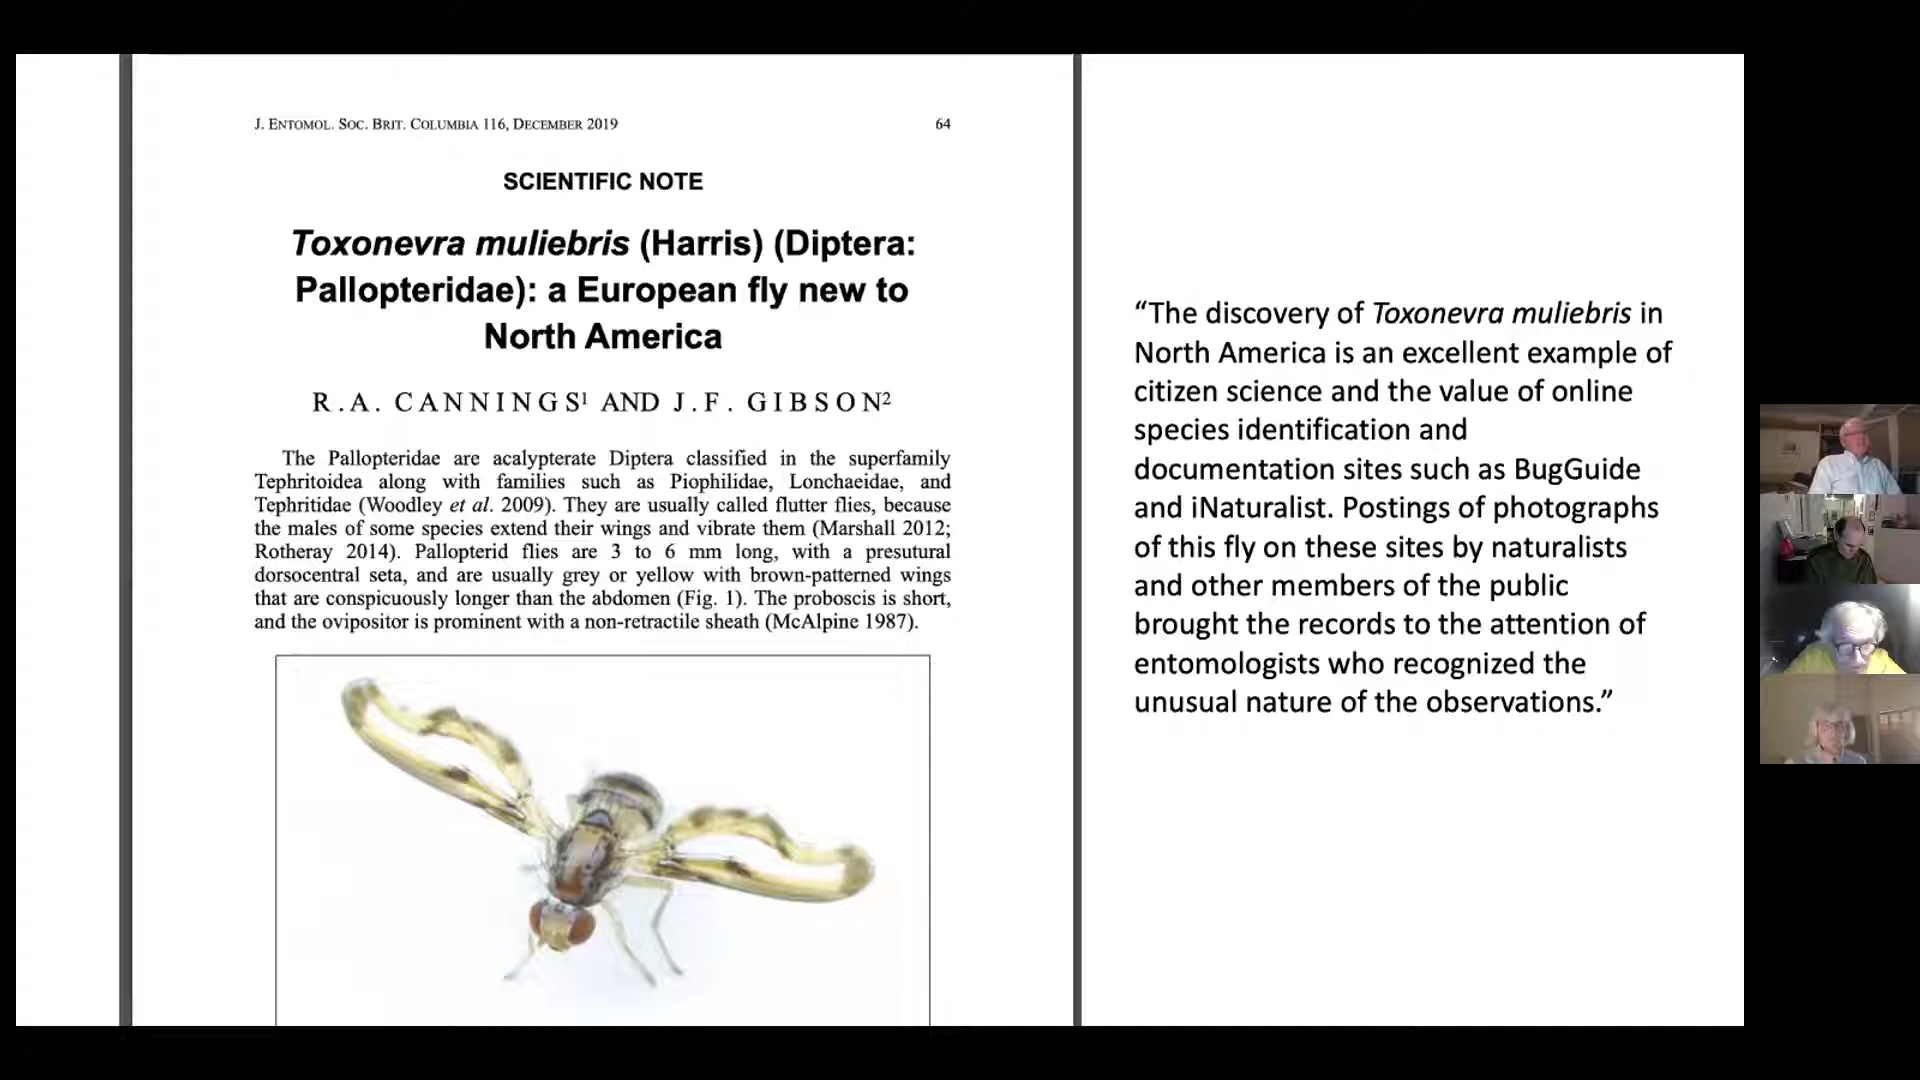 J. ENTOMOL. SOC. BRIT. COLUMBIA 116, DECEMBER 2019 64
SCIENTIFIC NOTE
Toxonevra muliebris (Harris) (Diptera:
Pallopteridae): a European fly new to
North America
R.A. CANNINGS¹ AND J.F. GIBSON²
The Pallopteridae are acalypterate Diptera classified in the superfamily
Tephritoidea along with families such as Piophilidae, Lonchaeidae, and
Tephritidae (Woodley et al. 2009). They are usually called flutter flies, because
the males of some species extend their wings and vibrate them (Marshall 2012;
Rotheray 2014). Pallopterid flies are 3 to 6 mm long, with a presutural
dorsocentral seta, and are usually grey or yellow with brown-patterned wings
that are conspicuously longer than the abdomen (Fig. 1). The proboscis is short,
and the ovipositor is prominent with a non-retractile sheath (McAlpine 1987).
“The discovery of Toxonevra muliebris in
North America is an excellent example of
citizen science and the value of online
species identification and
documentation sites such as BugGuide
and iNaturalist. Postings of photographs
of this fly on these sites by naturalists
and other members of the public
brought the records to the attention of
entomologists who recognized the
unusual nature of the observations.”